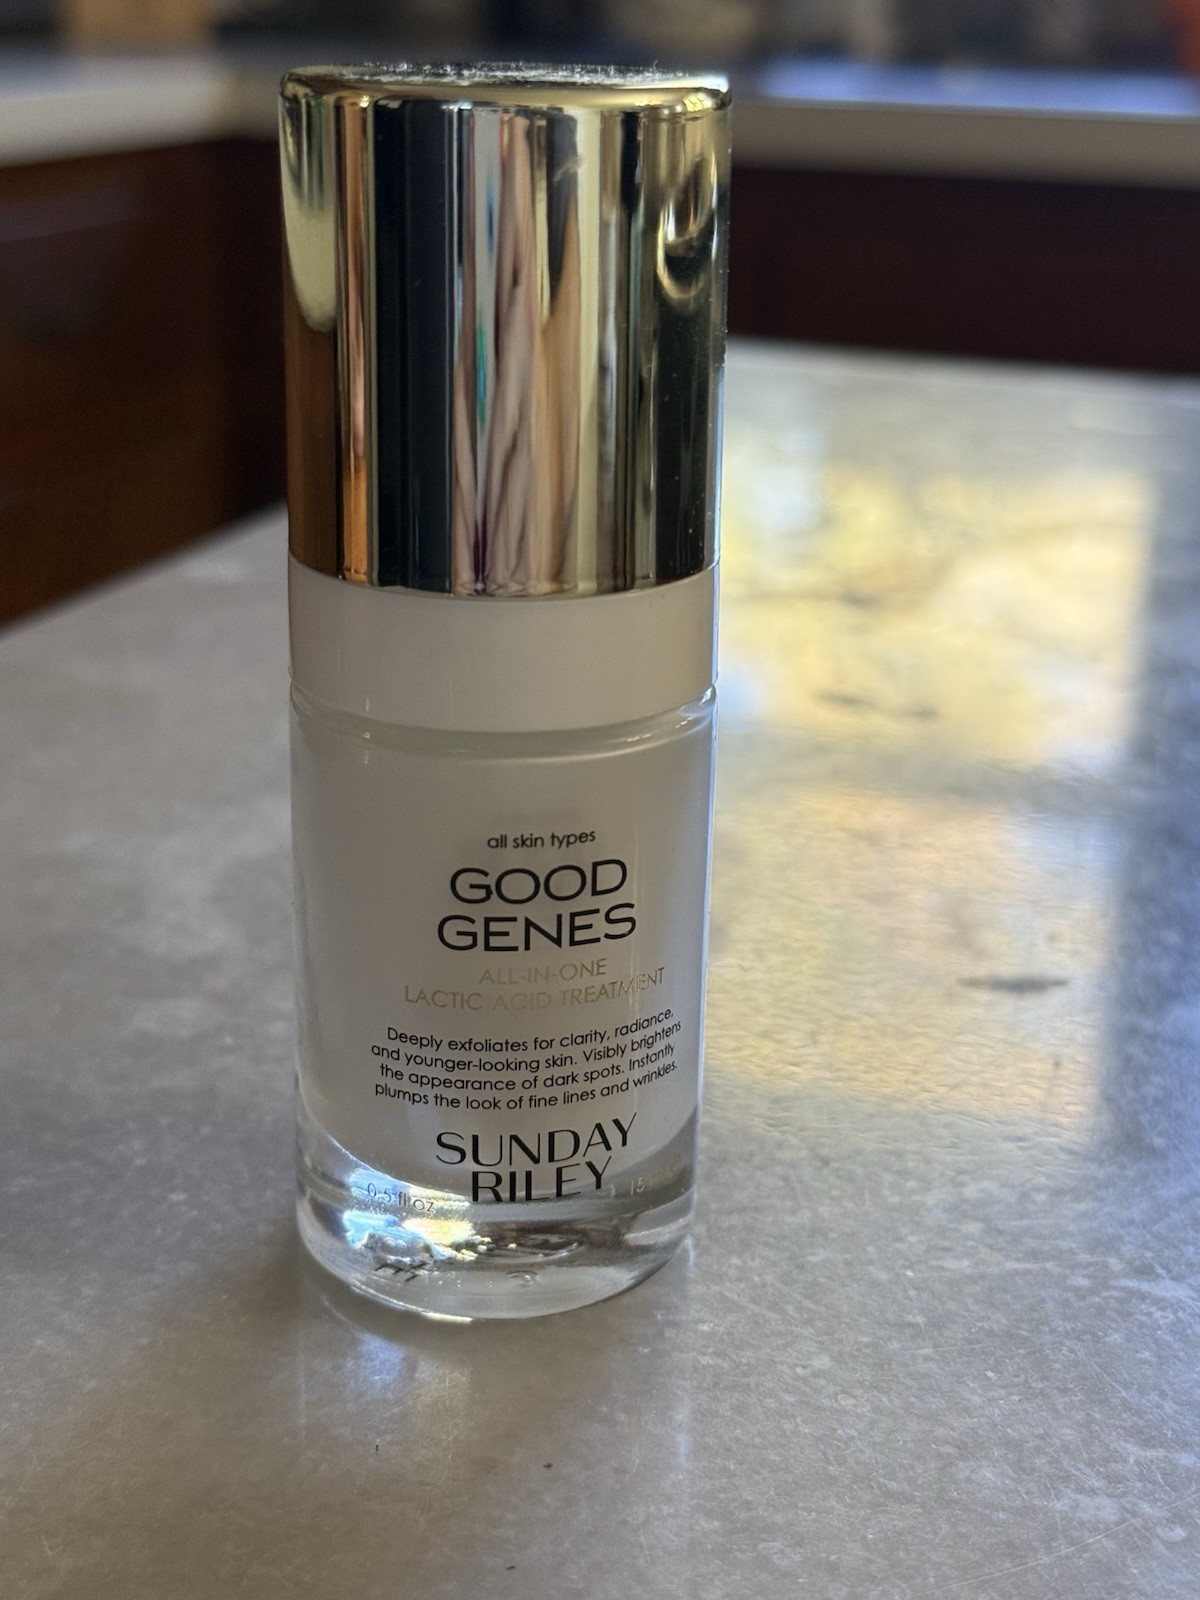 all skin types
GOOD
GENES
ALL-IN-ONE
LACTIC ACID TREATMENT
Deeply exfoliates for clarity, radiance,
and younger-looking skin. Visibly brightens
the appearance of dark spots. Instantly
plumps the look of fine lines and wrinkles.
SUNDAY
RILEY
0.5 fl oz